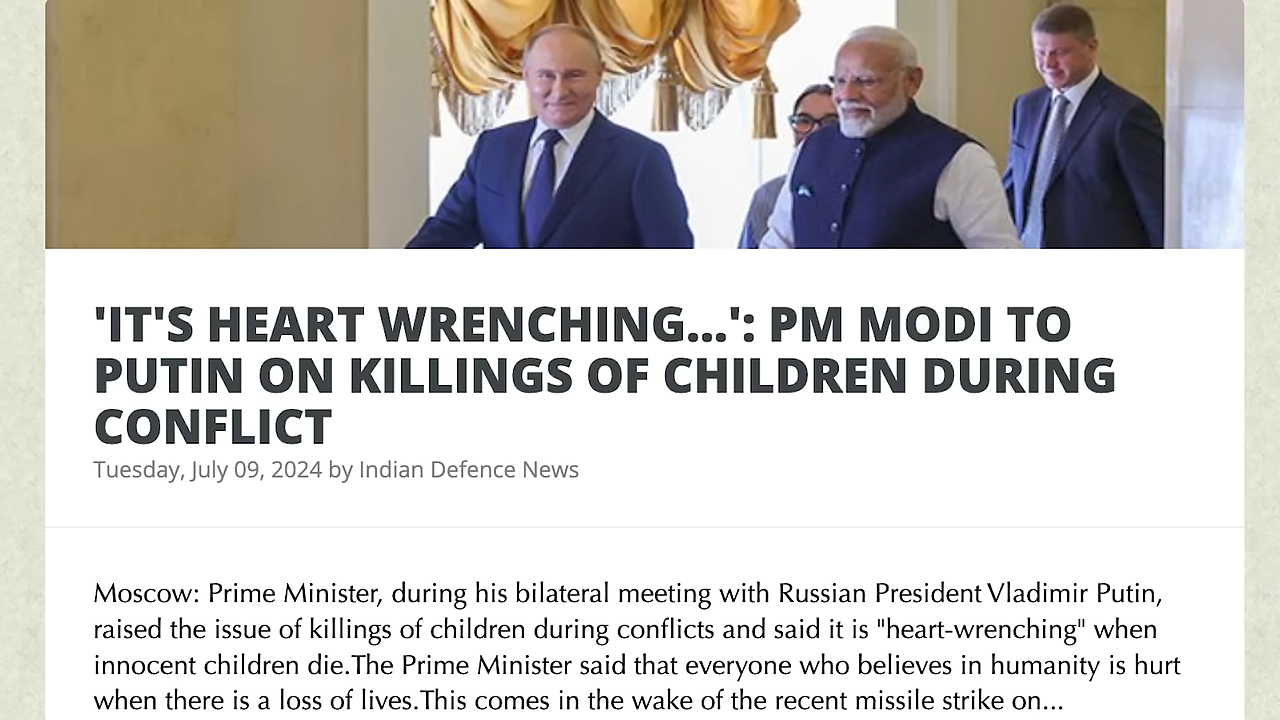 'IT'S HEART WRENCHING...': PM MODI TO
PUTIN ON KILLINGS OF CHILDREN DURING
CONFLICT
Tuesday, July 09, 2024 by Indian Defence News
Moscow: Prime Minister, during his bilateral meeting with Russian President Vladimir Putin,
raised the issue of killings of children during conflicts and said it is "heart-wrenching" when
innocent children die.The Prime Minister said that everyone who believes in humanity is hurt
when there is a loss of lives.This comes in the wake of the recent missile strike on...